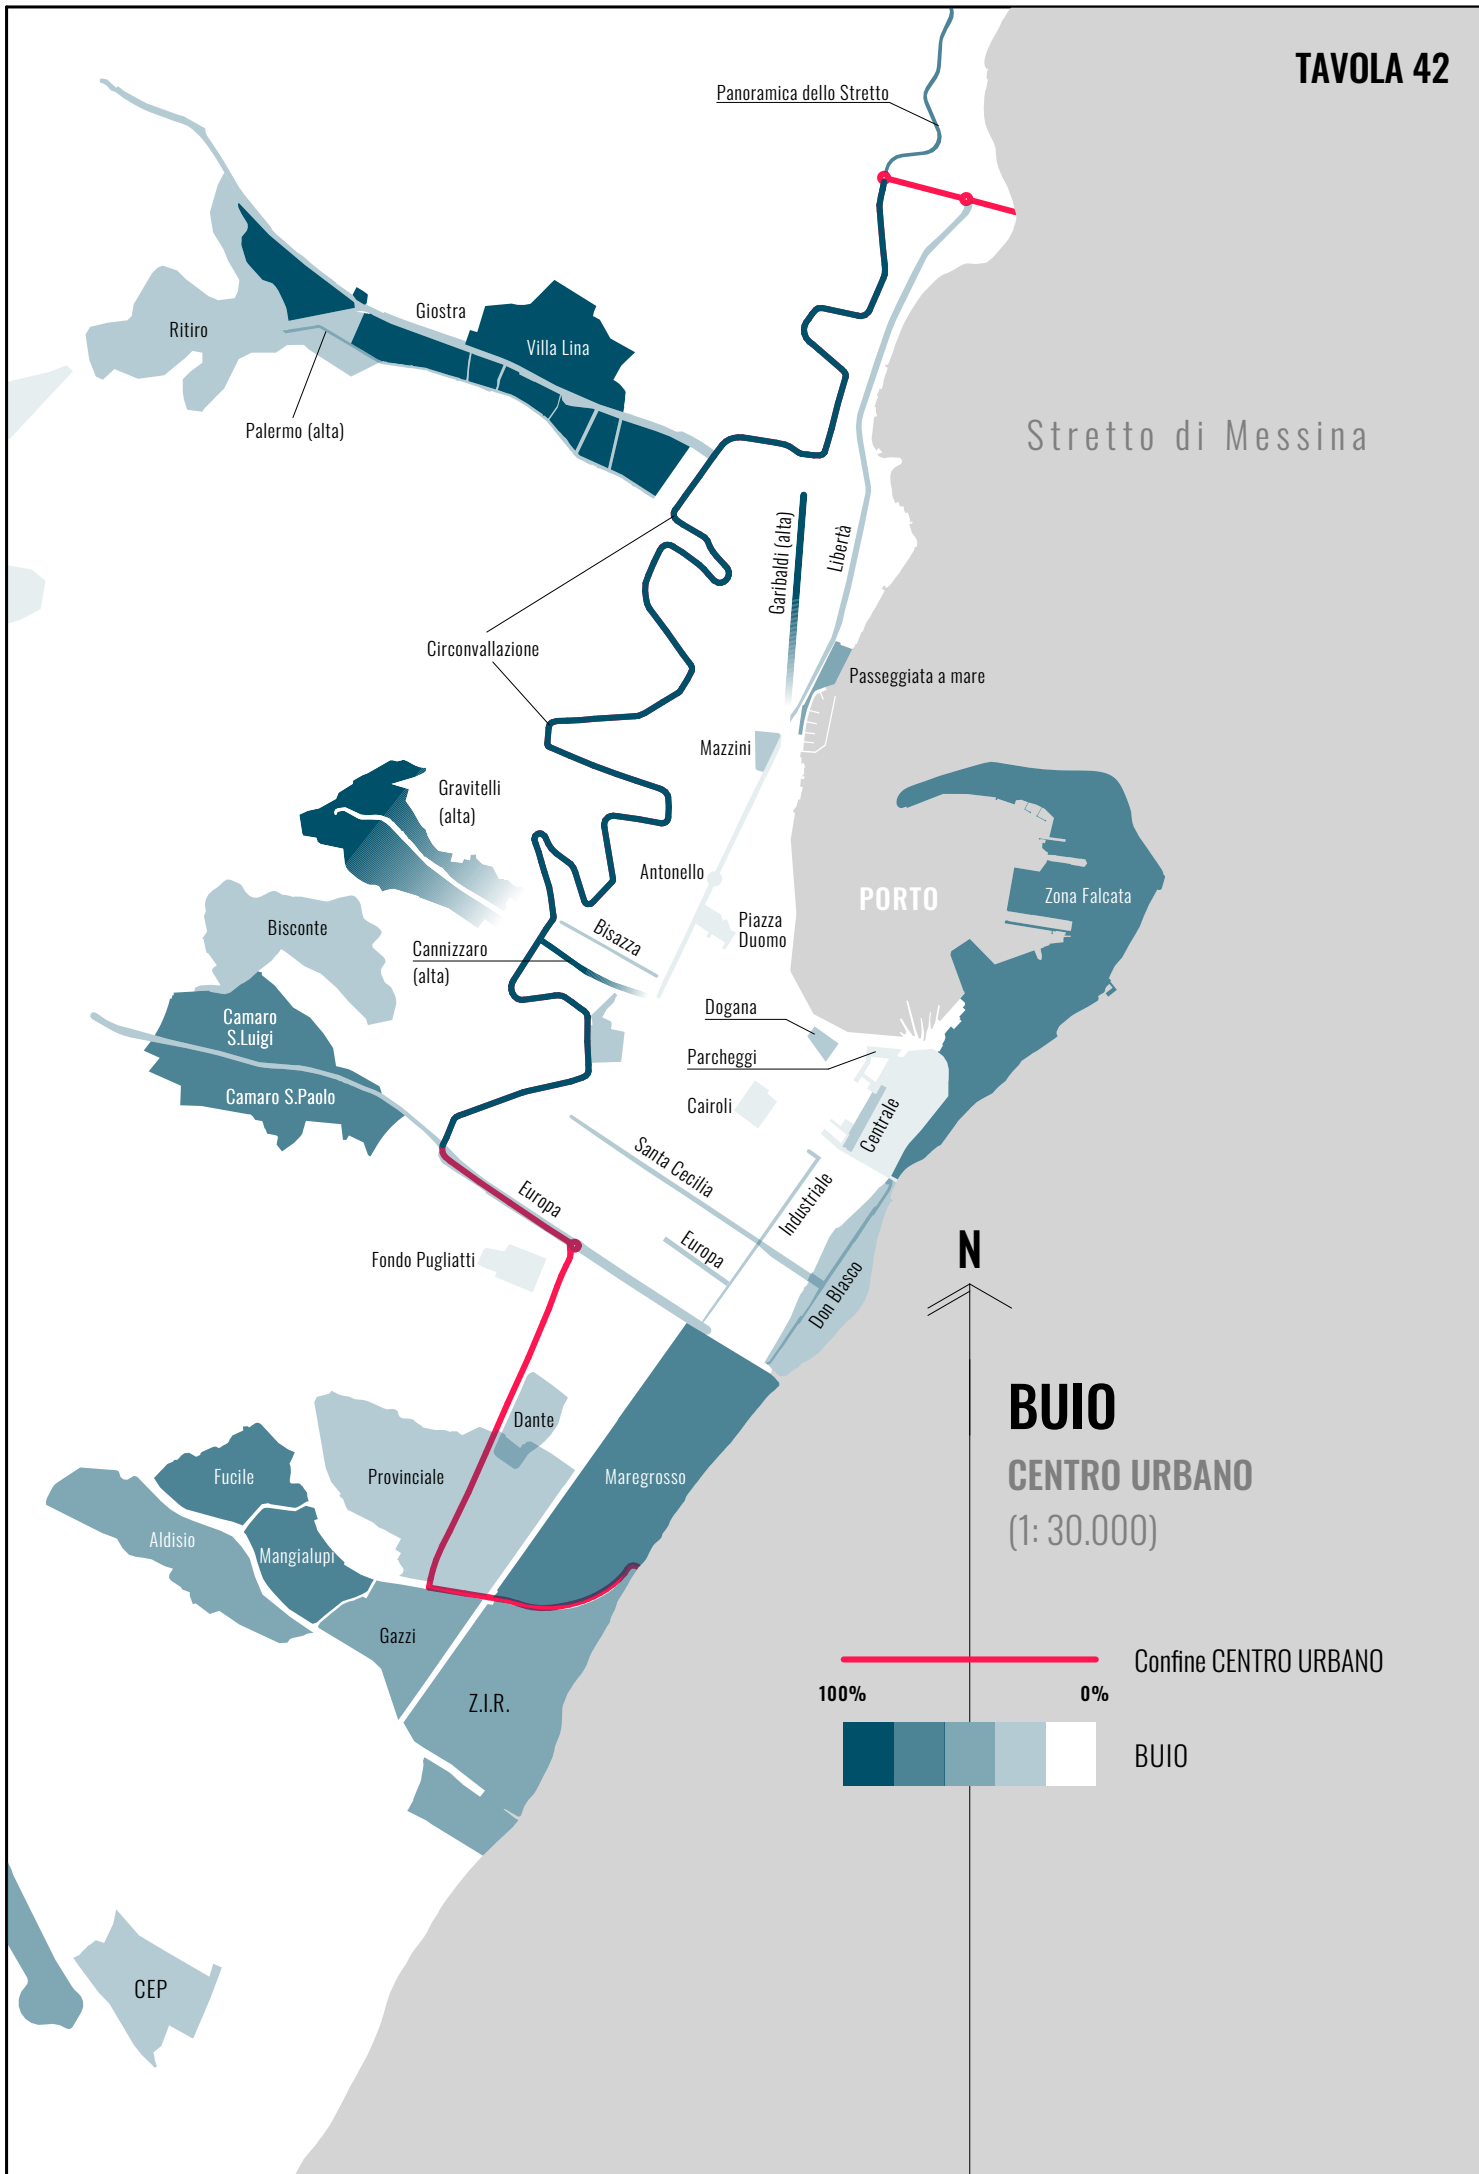 TAVOLA 42
Panoramica dello Stretto
Giostra
Ritiro
Villa Lina
Palermo (alta)
Stretto di Messina
Garibaldi (alta)
Libertà
Circonvallazione
Passeggiata a mare
Mazzini
Gravitelli
(alta)
Antonello
PORTO
Zona Falcata
Bisconte
Bisazza
Piazza
Duomo
Cannizzaro
(alta)
Camaro
S.Luigi
Dogana
Parcheggi
Camaro S.Paolo
Cairoli
Centrale
Santa Cecilia
Europa
Industriale
Europa
Fondo Pugliatti
Don Blasco
N
BUIO
CENTRO URBANO
(1: 30.000)
Dante
Fucile
Provinciale
Maregrosso
Aldisio
Mangialupi
Gazzi
Z.I.R.
Confine CENTRO URBANO
100%
0%
BUIO
CEP